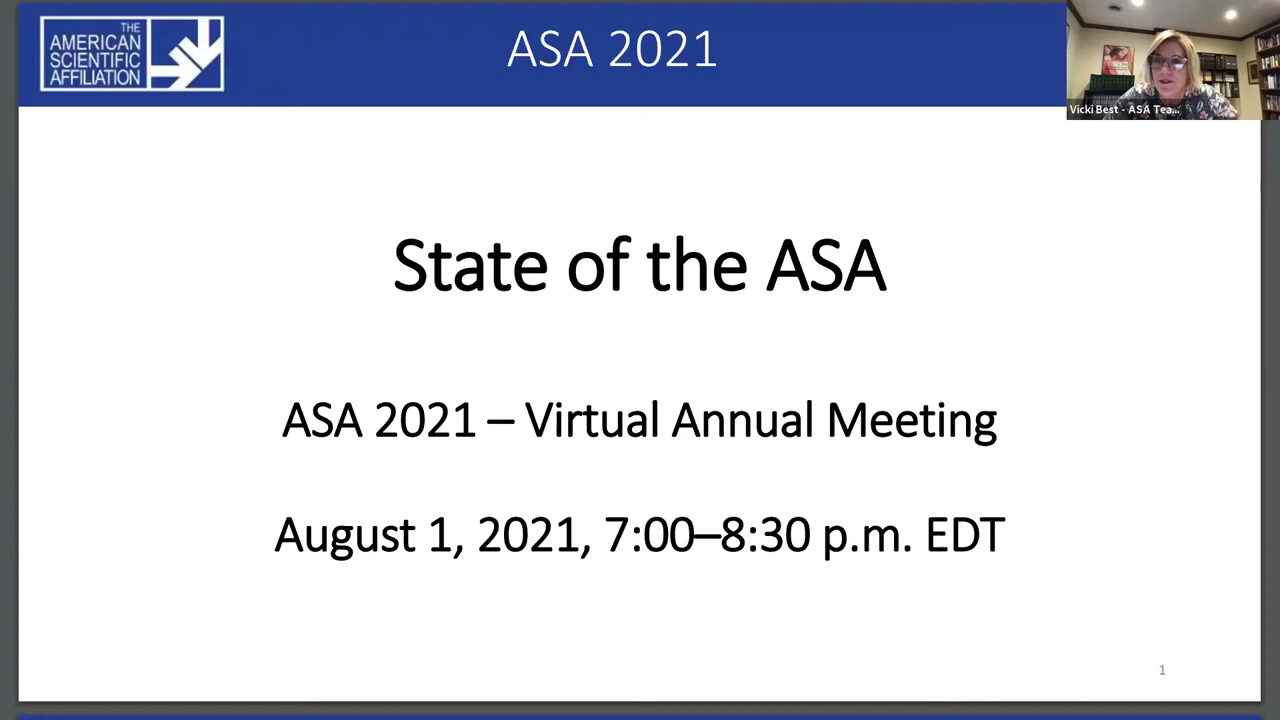 THE
AMERICAN
SCIENTIFIC
AFFILIATION
ASA 2021
Vicki Best - ASA Tea...
State of the ASA
ASA 2021 – Virtual Annual Meeting
August 1, 2021, 7:00–8:30 p.m. EDT
1